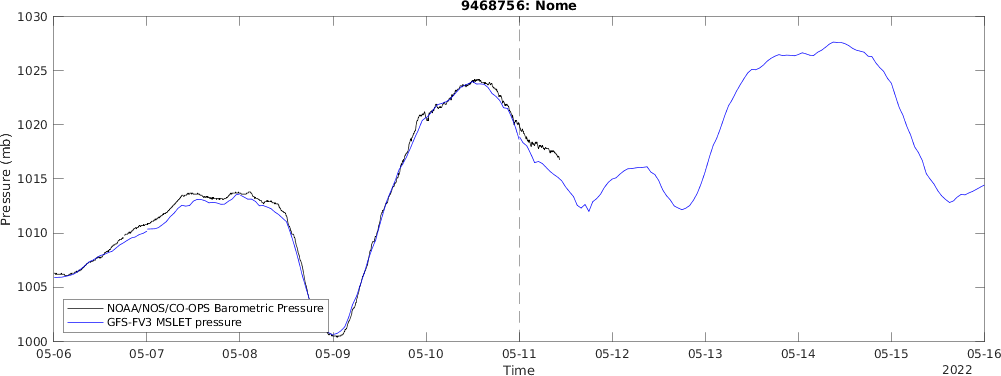 9468756: Nome
1030
1025
1020
1015
1010
1005
1000
Pressure (mb)
NOAA/NOS/CO-OPS Barometric Pressure
GFS-FV3 MSLET pressure
05-06 05-07 05-08 05-09 05-10 05-11 05-12 05-13 05-14 05-15 05-16
Time
2022